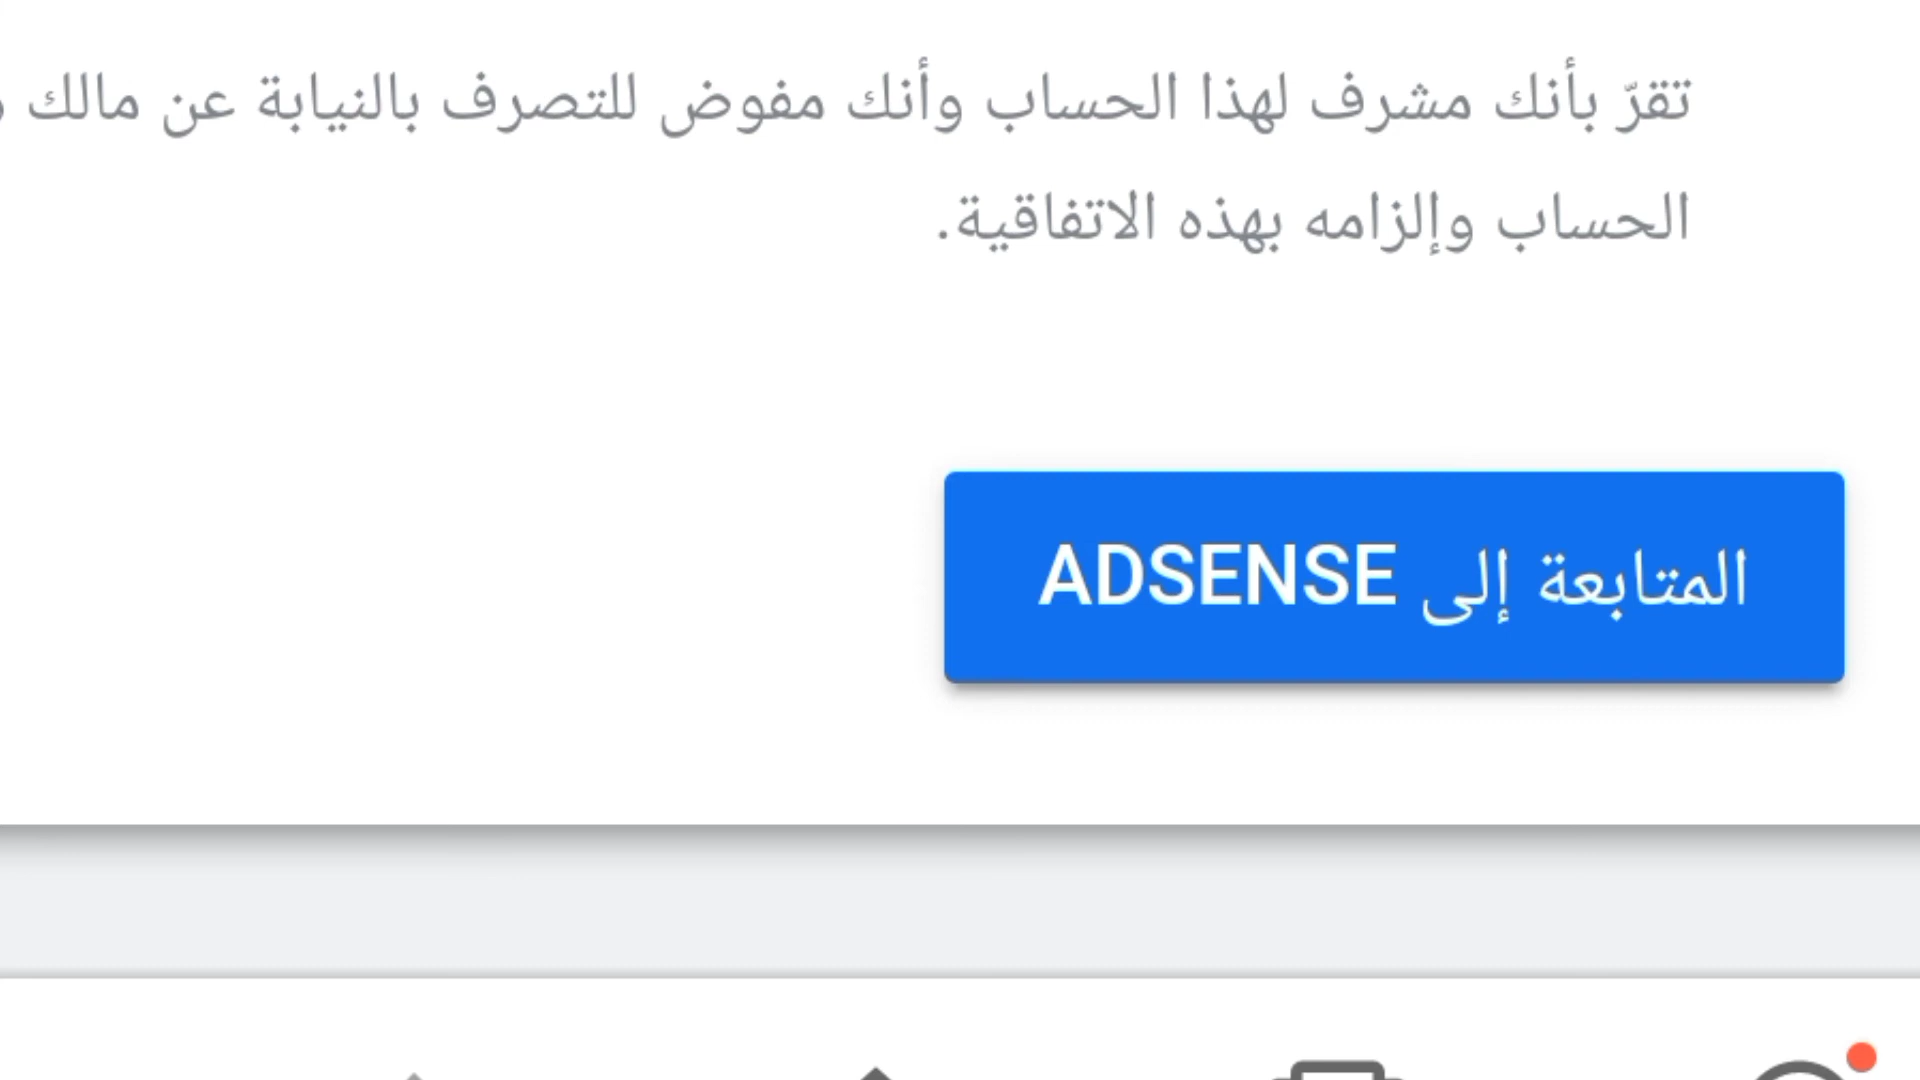 تقرّ بأنك مشرف لهذا الحساب وأنك مفوض للتصرف بالنيابة عن مالك
الحساب وإلزامه بهذه الاتفاقية.
المتابعة إلى ADSENSE